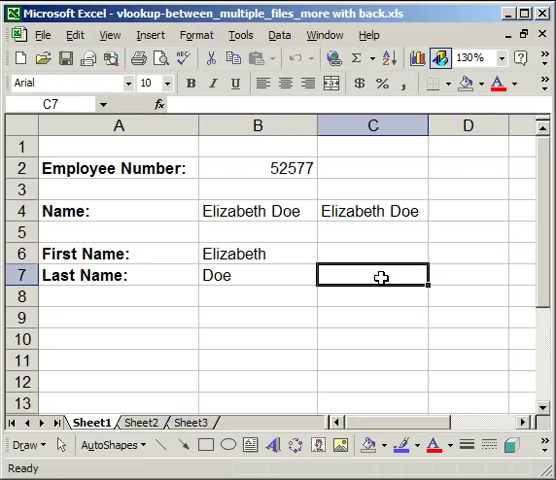 Microsoft Excel - vlookup-between_multiple_files_more with back.xls
File Edit View Insert Format Tools Data Window Help
Σ 130% ?
Arial 10 B I U $ % , A
C7 fx
A B C D
1
2 Employee Number: 52577
3
4 Name: Elizabeth Doe Elizabeth Doe
5
6 First Name: Elizabeth
7 Last Name: Doe
8
9
10
11
12
13
Sheet1 Sheet2 Sheet3
Draw AutoShapes A A A
Ready